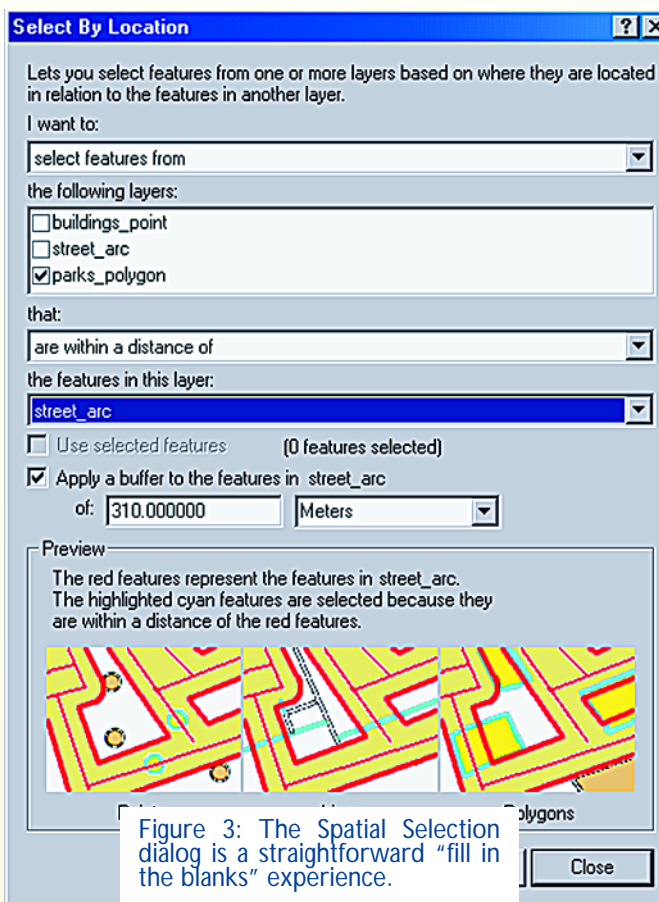 Select By Location
Lets you select features from one or more layers based on where they are located
in relation to the features in another layer.
I want to:
select features from
the following layers:
buildings_point
street_arc
parks_polygon
that:
are within a distance of
the features in this layer:
street_arc
Use selected features (0 features selected)
Apply a buffer to the features in street_arc
of: 310.000000 Meters
Preview
The red features represent the features in street_arc.
The highlighted cyan features are selected because they
are within a distance of the red features.
Polygons
Figure 3: The Spatial Selection
dialog is a straightforward “fill in
the blanks” experience.
Close